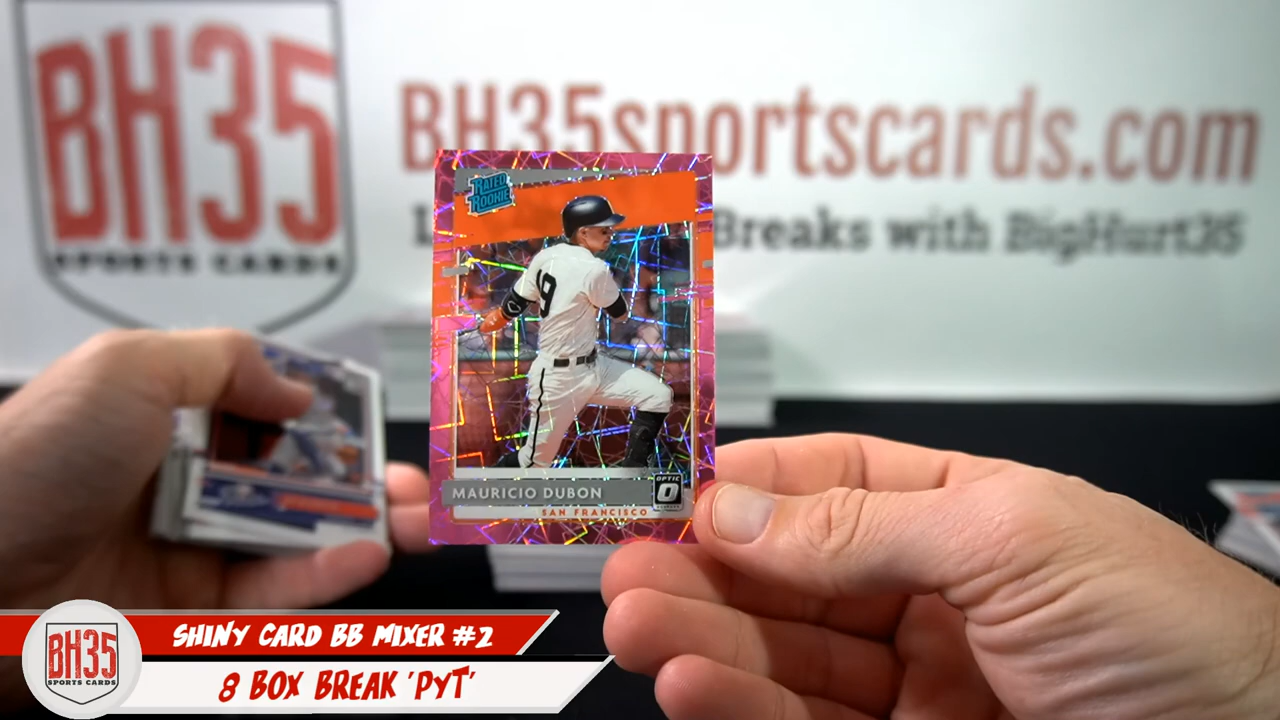 BH35
SPORTS CARDS
BH35sportscards.com
Breaks with BigHurt35
RATED
ROOKIE
19
MAURICIO DUBON
OPTIC
SAN FRANCISCO
BH35
SPORTS CARDS
SHINY CARD BB MIXER #2
8 BOX BREAK 'PYT'